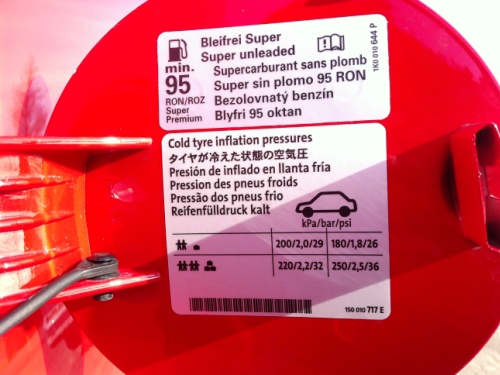 Bleifrei Super
Super unleaded
Supercarburant sans plomb
Super sin plomo 95 RON
Bezolovnatý benzín
Blyfri 95 oktan
min.
95
RON/ROZ
Super
Premium
1K0 010 644 P
Cold tyre inflation pressures
タイヤが冷えた状態の空気圧
Presión de inflado en llanta fría
Pression des pneus froids
Pressão dos pneus frio
Reifenfülldruck kalt
kPa/bar/psi
200/2,0/29 180/1,8/26
220/2,2/32 250/2,5/36
1S0 010 717 E